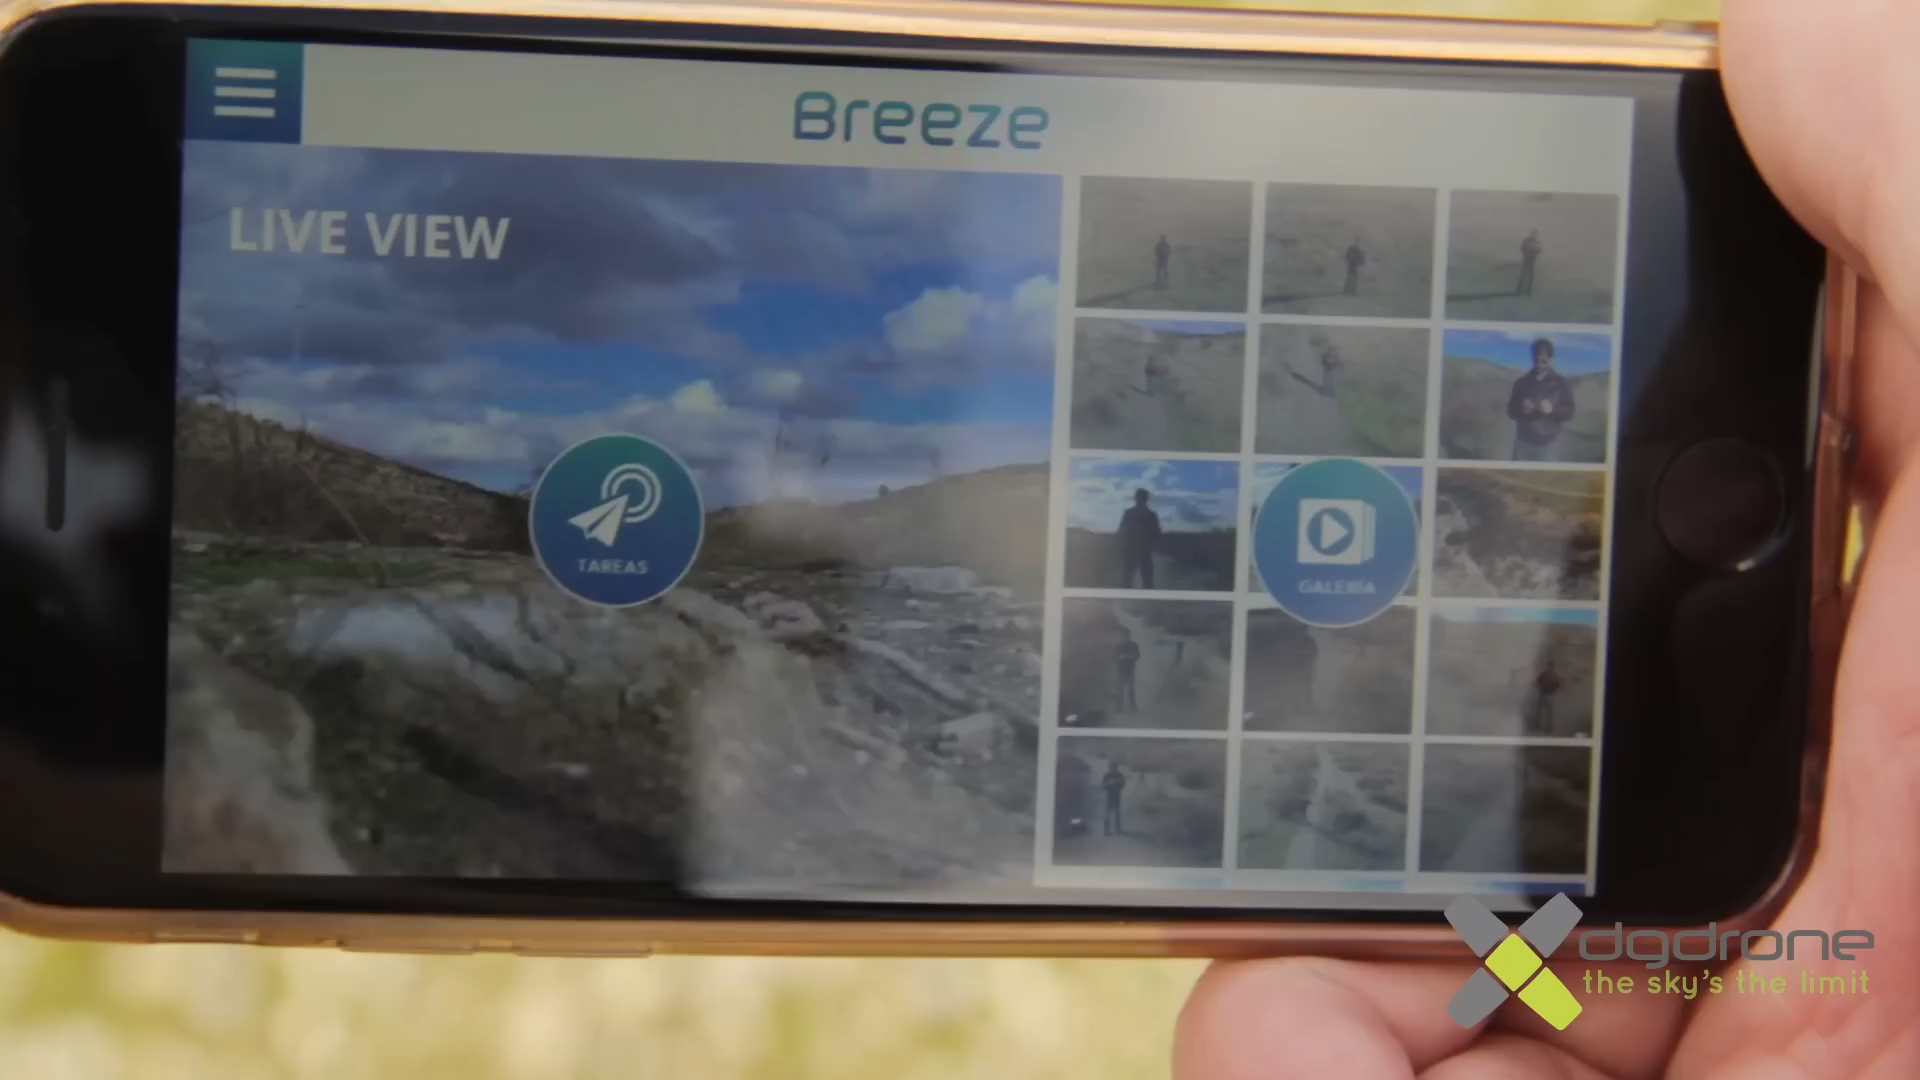 Breeze
LIVE VIEW
TAREAS
GALERÍA
dgdrone
the sky's the limit